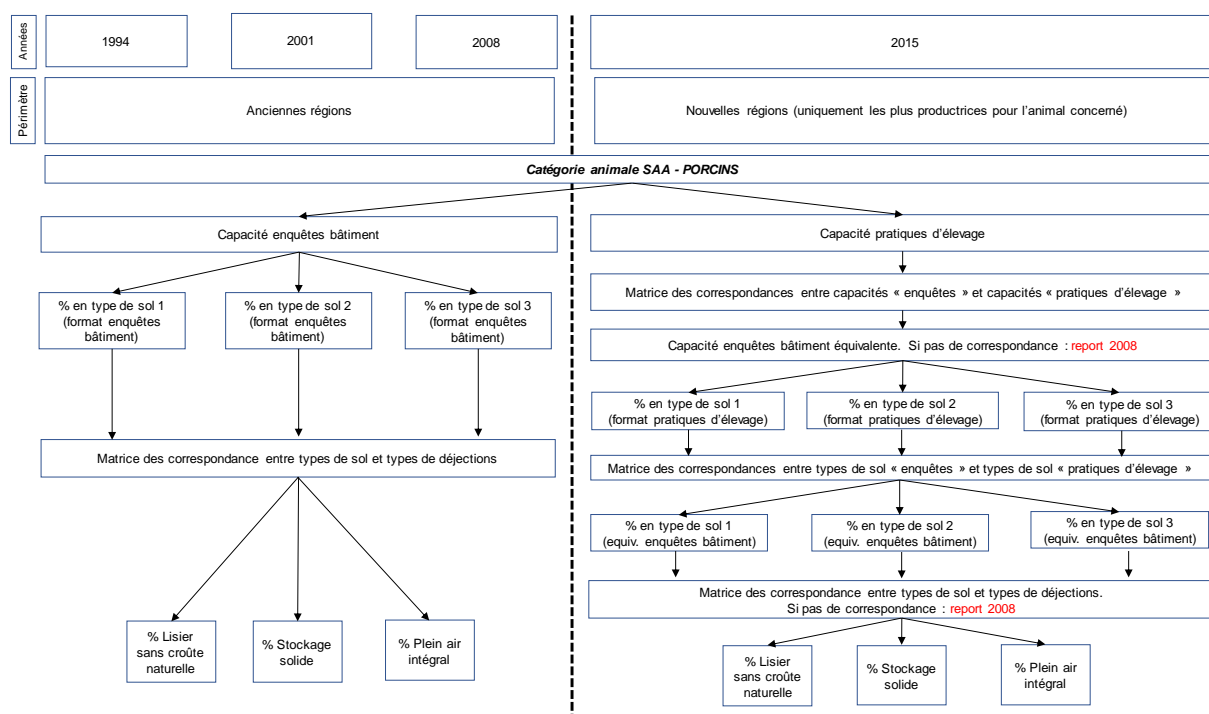 Années
1994
2001
2008
2015
Périmètre
Anciennes régions
Nouvelles régions (uniquement les plus productrices pour l'animal concerné)
Catégorie animale SAA - PORCINS
Capacité enquêtes bâtiment
% en type de sol 1
(format enquêtes
bâtiment)
% en type de sol 2
(format enquêtes
bâtiment)
% en type de sol 3
(format enquêtes
bâtiment)
Matrice des correspondance entre types de sol et types de déjections
% Lisier
sans croûte
naturelle
% Stockage
solide
% Plein air
intégral
Capacité pratiques d'élevage
Matrice des correspondances entre capacités « enquêtes » et capacités « pratiques d'élevage »
Capacité enquêtes bâtiment équivalente. Si pas de correspondance : report 2008
% en type de sol 1
(format pratiques d'élevage)
% en type de sol 2
(format pratiques d'élevage)
% en type de sol 3
(format pratiques d'élevage)
Matrice des correspondances entre types de sol « enquêtes » et types de sol « pratiques d'élevage »
% en type de sol 1
(equiv. enquêtes bâtiment)
% en type de sol 2
(equiv. enquêtes bâtiment)
% en type de sol 3
(equiv. enquêtes bâtiment)
Matrice des correspondance entre types de sol et types de déjections.
Si pas de correspondance : report 2008
% Lisier
sans croûte
naturelle
% Stockage
solide
% Plein air
intégral